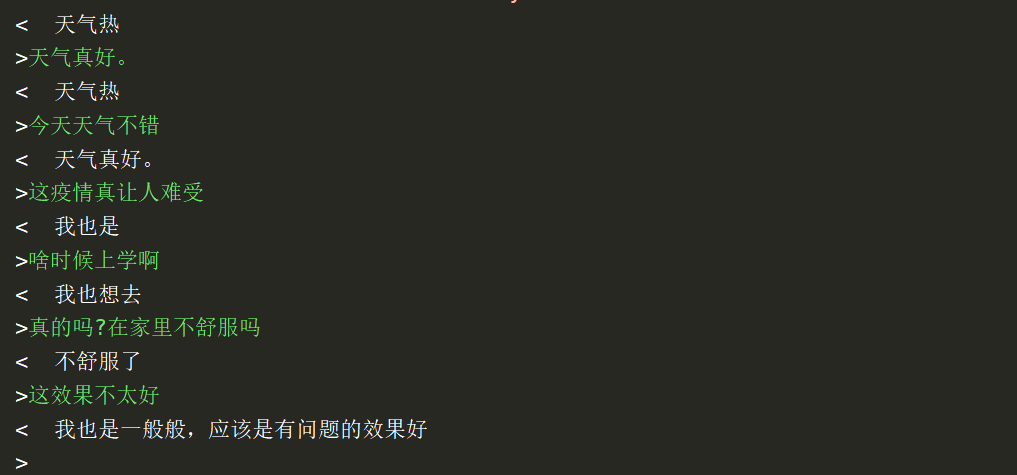 <  天气热
>天气真好。
<  天气热
>今天天气不错
<  天气真好。
>这疫情真让人难受
<  我也是
>啥时候上学啊
<  我也想去
>真的吗?在家里不舒服吗
<  不舒服了
>这效果不太好
<  我也是一般般，应该是有问题的效果好
>